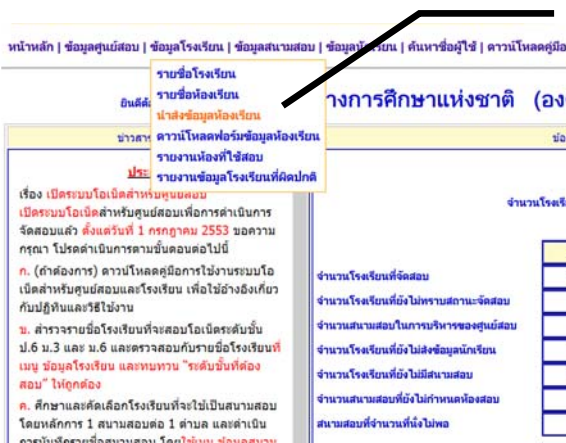 หน้าหลัก | ข้อมูลศูนย์สอบ | ข้อมูลโรงเรียน | ข้อมูลสนามสอบ | ข้อมูลนักเรียน | ค้นหาชื่อผู้ใช้ | ดาวน์โหลดคู่มือ
รายชื่อโรงเรียน
รายชื่อห้องเรียน
นำส่งข้อมูลห้องเรียน
ดาวน์โหลดฟอร์มข้อมูลห้องเรียน
รายงานห้องที่ใช้สอบ
รายงานข้อมูลโรงเรียนที่ผิดปกติ
ยินดีต้
างการศึกษาแห่งชาติ (อง
ข่าวสาร
ข้อ
ประ
เรื่อง เปิดระบบโอเน็ตสำหรับศูนย์สอบ
เปิดระบบโอเน็ตสำหรับศูนย์สอบเพื่อการดำเนินการ
จัดสอบแล้ว ตั้งแต่วันที่ 1 กรกฎาคม 2553 ขอความ
กรุณา โปรดดำเนินการตามขั้นตอนต่อไปนี้
ก. (ถ้าต้องการ) ดาวน์โหลดคู่มือการใช้งานระบบโอ
เน็ตสำหรับศูนย์สอบและโรงเรียน เพื่อใช้อ้างอิงเกี่ยว
กับปฏิทินและวิธีใช้งาน
ข. สำรวจรายชื่อโรงเรียนที่จะสอบโอเน็ตระดับชั้น
ป.6 ม.3 และ ม.6 และตรวจสอบกับรายชื่อโรงเรียนที่
เมนู ข้อมูลโรงเรียน และทบทวน "ระดับชั้นที่ต้อง
สอบ" ให้ถูกต้อง
ค. ศึกษาและคัดเลือกโรงเรียนที่จะใช้เป็นสนามสอบ
โดยหลักการ 1 สนามสอบต่อ 1 ตำบล และดำเนิน
การบันทึกรายชื่อสนามสอบ โดยใช้เมนู ข้อมูลสนาม
จำนวนโรงเรี
จำนวนโรงเรียนที่จัดสอบ
จำนวนโรงเรียนที่ยังไม่ทราบสถานะจัดสอบ
จำนวนสนามสอบในการบริหารของศูนย์สอบ
จำนวนโรงเรียนที่ยังไม่ส่งข้อมูลนักเรียน
จำนวนโรงเรียนที่ยังไม่มีสนามสอบ
จำนวนสนามสอบที่ยังไม่กำหนดห้องสอบ
สนามสอบที่จำนวนที่นั่งไม่พอ